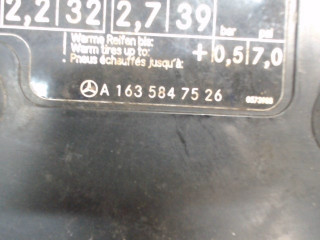 2,2 32 2,7 39 bar psi
Warme Reifen bis:
Warm tires up to: +0,5 7,0
Pneus échauffés jusqu'à:
A 163 584 75 26